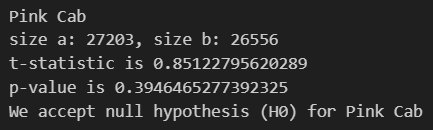 Pink Cab
size a: 27203, size b: 26556
t-statistic is 0.85122795620289
p-value is 0.3946465277392325
We accept null hypothesis (H0) for Pink Cab